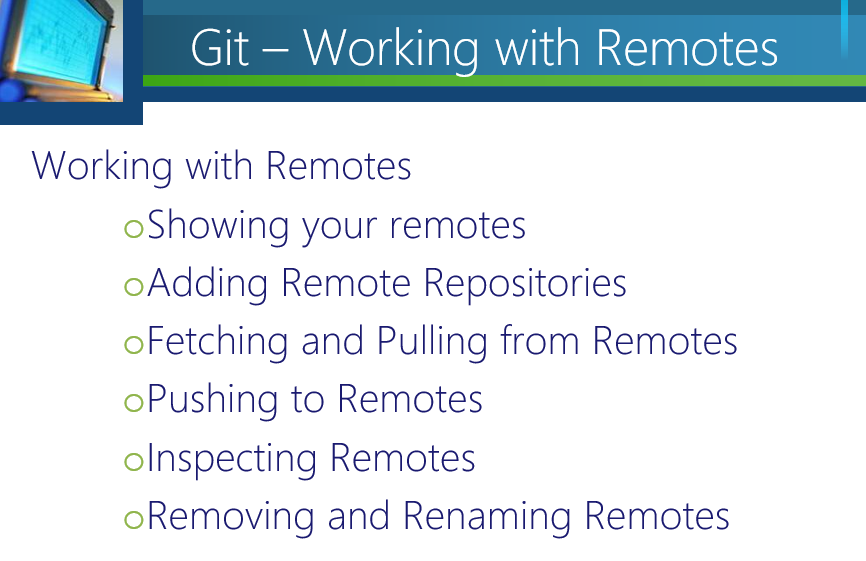 Git – Working with Remotes
Working with Remotes
Showing your remotes
Adding Remote Repositories
Fetching and Pulling from Remotes
Pushing to Remotes
Inspecting Remotes
Removing and Renaming Remotes